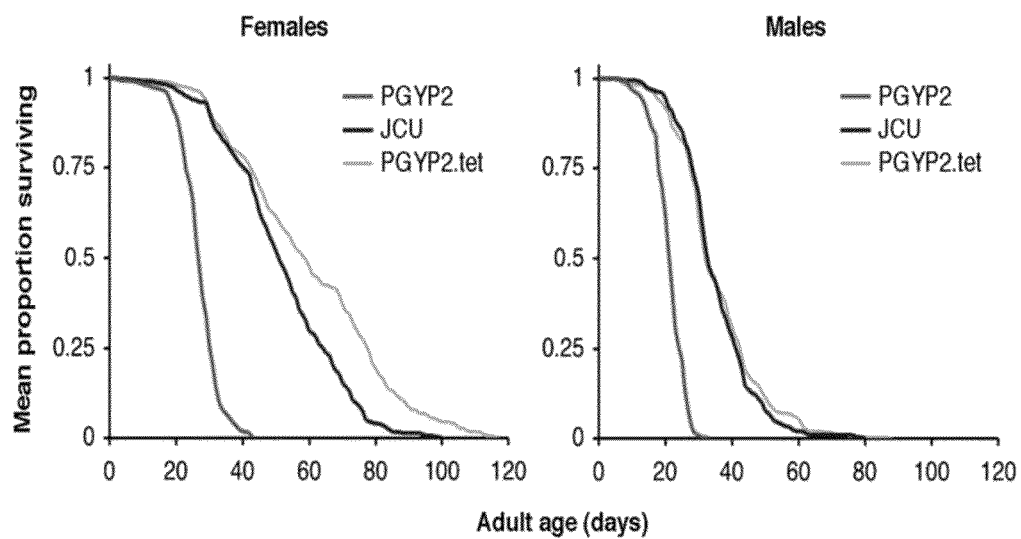 Females
Males
Mean proportion surviving
1
0.75
0.5
0.25
0
PGYP2
JCU
PGYP2.tet
0 20 40 60 80 100 120
1
0.75
0.5
0.25
0
PGYP2
JCU
PGYP2.tet
0 20 40 60 80 100 120
Adult age (days)